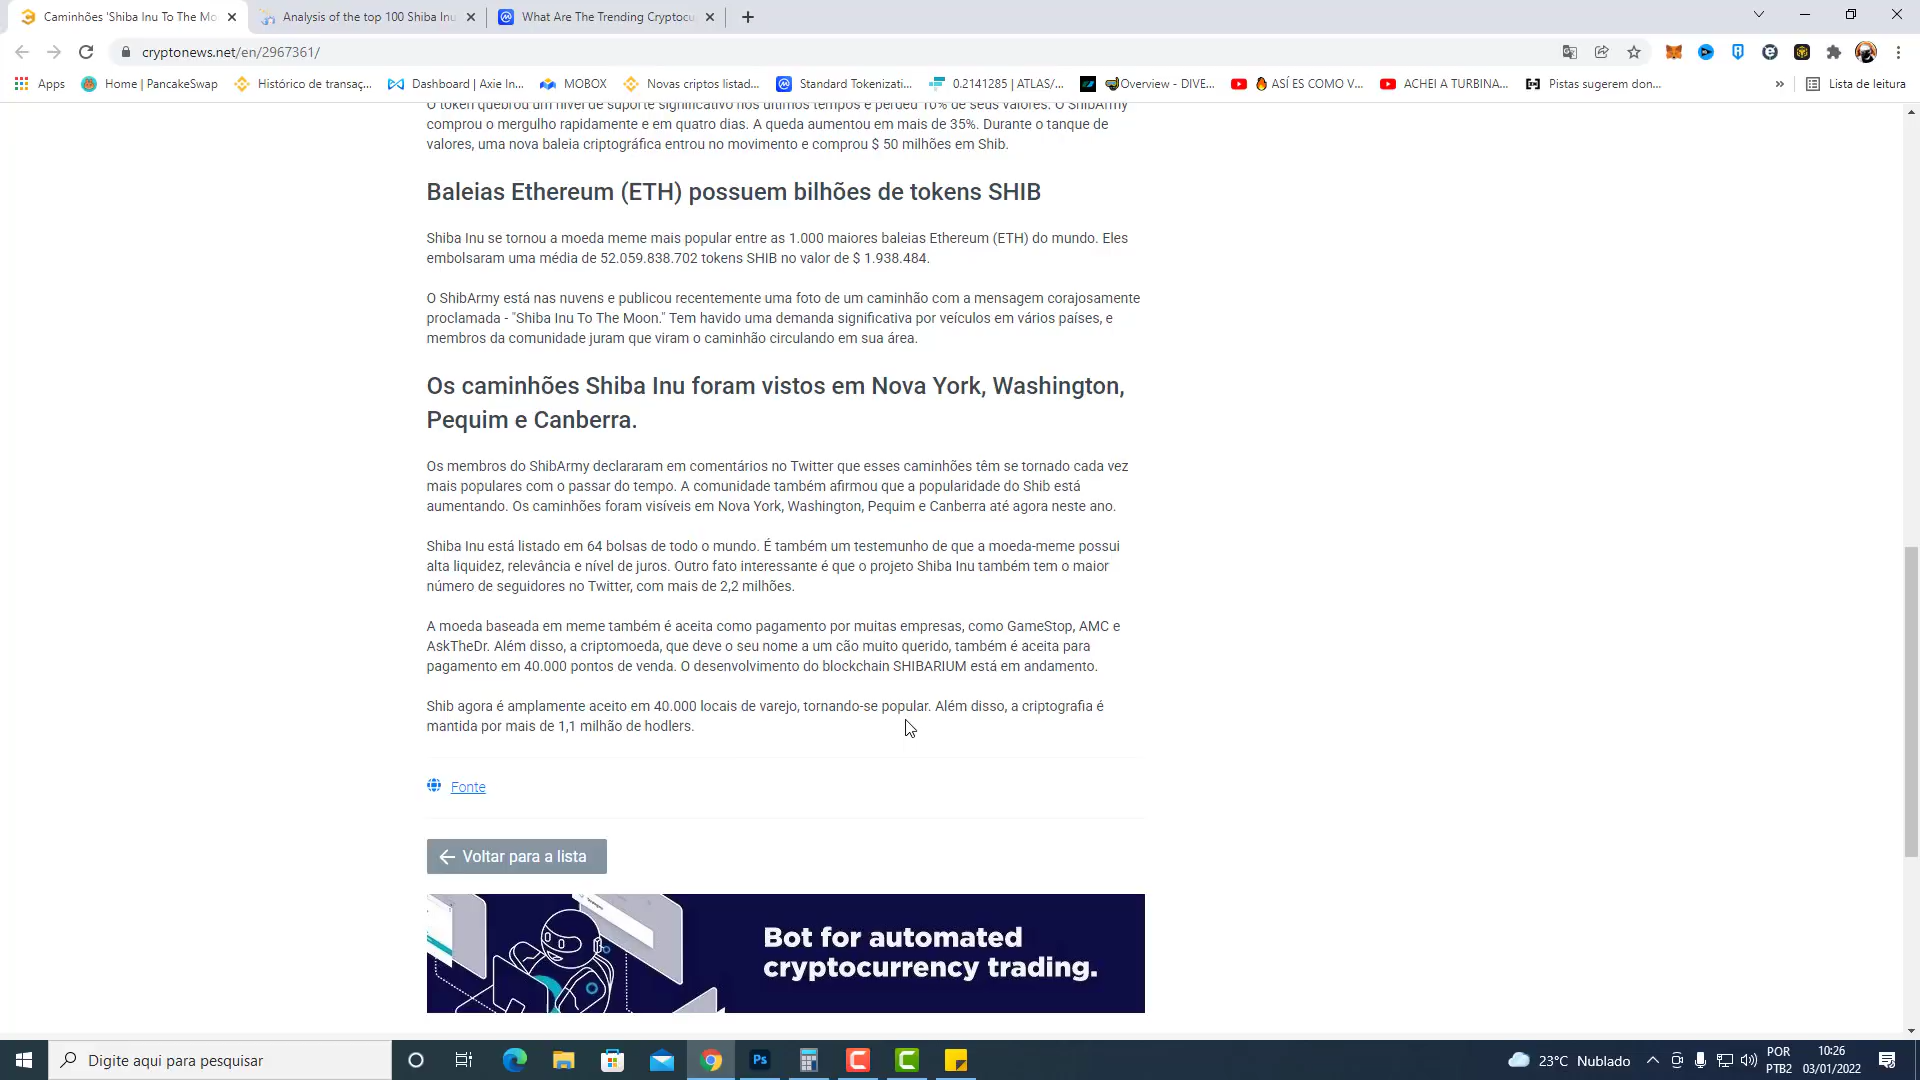 Caminhões 'Shiba Inu To The Mo
Analysis of the top 100 Shiba Inu
What Are The Trending Cryptocu
cryptonews.net/en/2967361/
Apps
Home | PancakeSwap
Histórico de transaç...
Dashboard | Axie In...
MOBOX
Novas criptos listad...
Standard Tokenizati...
0.2141285 | ATLAS/...
Overview - DIVE...
ASÍ ES COMO V...
ACHEI A TURBINA...
Pistas sugerem don...
»
Lista de leitura
O token quebrou um nível de suporte significativo nos últimos tempos e perdeu 10% de seus valores. O ShibArmy
comprou o mergulho rapidamente e em quatro dias. A queda aumentou em mais de 35%. Durante o tanque de
valores, uma nova baleia criptográfica entrou no movimento e comprou $ 50 milhões em Shib.
Baleias Ethereum (ETH) possuem bilhões de tokens SHIB
Shiba Inu se tornou a moeda meme mais popular entre as 1.000 maiores baleias Ethereum (ETH) do mundo. Eles
embolsaram uma média de 52.059.838.702 tokens SHIB no valor de $ 1.938.484.
O ShibArmy está nas nuvens e publicou recentemente uma foto de um caminhão com a mensagem corajosamente
proclamada - "Shiba Inu To The Moon." Tem havido uma demanda significativa por veículos em vários países, e
membros da comunidade juram que viram o caminhão circulando em sua área.
Os caminhões Shiba Inu foram vistos em Nova York, Washington,
Pequim e Canberra.
Os membros do ShibArmy declararam em comentários no Twitter que esses caminhões têm se tornado cada vez
mais populares com o passar do tempo. A comunidade também afirmou que a popularidade do Shib está
aumentando. Os caminhões foram visíveis em Nova York, Washington, Pequim e Canberra até agora neste ano.
Shiba Inu está listado em 64 bolsas de todo o mundo. É também um testemunho de que a moeda-meme possui
alta liquidez, relevância e nível de juros. Outro fato interessante é que o projeto Shiba Inu também tem o maior
número de seguidores no Twitter, com mais de 2,2 milhões.
A moeda baseada em meme também é aceita como pagamento por muitas empresas, como GameStop, AMC e
AskTheDr. Além disso, a criptomoeda, que deve o seu nome a um cão muito querido, também é aceita para
pagamento em 40.000 pontos de venda. O desenvolvimento do blockchain SHIBARIUM está em andamento.
Shib agora é amplamente aceito em 40.000 locais de varejo, tornando-se popular. Além disso, a criptografia é
mantida por mais de 1,1 milhão de hodlers.
Fonte
Voltar para a lista
Bot for automated
cryptocurrency trading.
Digite aqui para pesquisar
Ps
23°C Nublado
POR
PTB2
10:26
03/01/2022